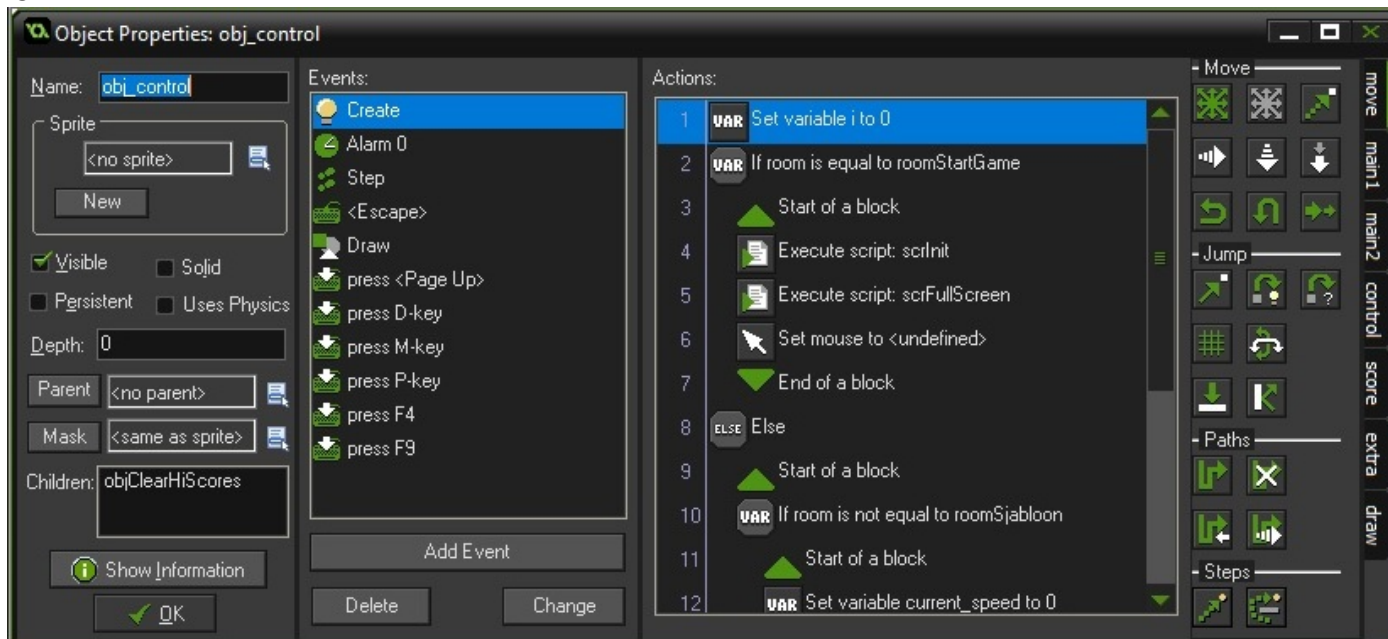 Object Properties: obj_control
Name: obj_control
Sprite
<no sprite>
New
Visible
Solid
Persistent
Uses Physics
Depth: 0
Parent <no parent>
Mask <same as sprite>
Children: objClearHiScores
Show Information
OK
Events:
Create
Alarm 0
Step
<Escape>
Draw
press <Page Up>
press D-key
press M-key
press P-key
press F4
press F9
Add Event
Delete
Change
Actions:
1 VAR Set variable i to 0
2 VAR If room is equal to roomStartGame
3 Start of a block
4 Execute script: scrInit
5 Execute script: scrFullScreen
6 Set mouse to <undefined>
7 End of a block
8 ELSE Else
9 Start of a block
10 VAR If room is not equal to roomSjabloon
11 Start of a block
12 VAR Set variable current_speed to 0
Move
Jump
?
Paths
Steps
move
main1
main2
control
score
extra
draw